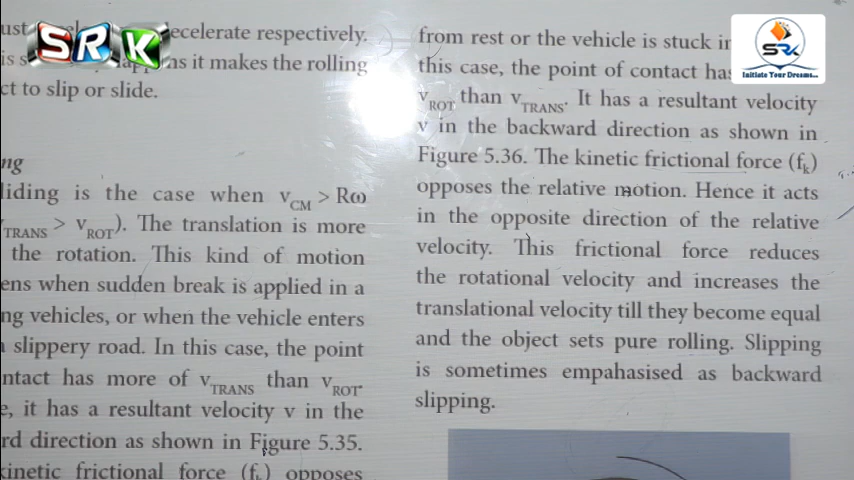 SRK
ust decelerate respectively.
as it makes the rolling
ct to slip or slide.
ng
liding is the case when vCM > Rω
TRANS > vROT). The translation is more
the rotation. This kind of motion
ens when sudden break is applied in a
ng vehicles, or when the vehicle enters
slippery road. In this case, the point
ntact has more of vTRANS than vROT.
e, it has a resultant velocity v in the
rd direction as shown in Figure 5.35.
kinetic frictional force (fk) opposes
SRK
Initiate Your Dreams...
from rest or the vehicle is stuck in
this case, the point of contact has
vROT than vTRANS. It has a resultant velocity
v in the backward direction as shown in
Figure 5.36. The kinetic frictional force (fk)
opposes the relative motion. Hence it acts
in the opposite direction of the relative
velocity. This frictional force reduces
the rotational velocity and increases the
translational velocity till they become equal
and the object sets pure rolling. Slipping
is sometimes empahasised as backward
slipping.